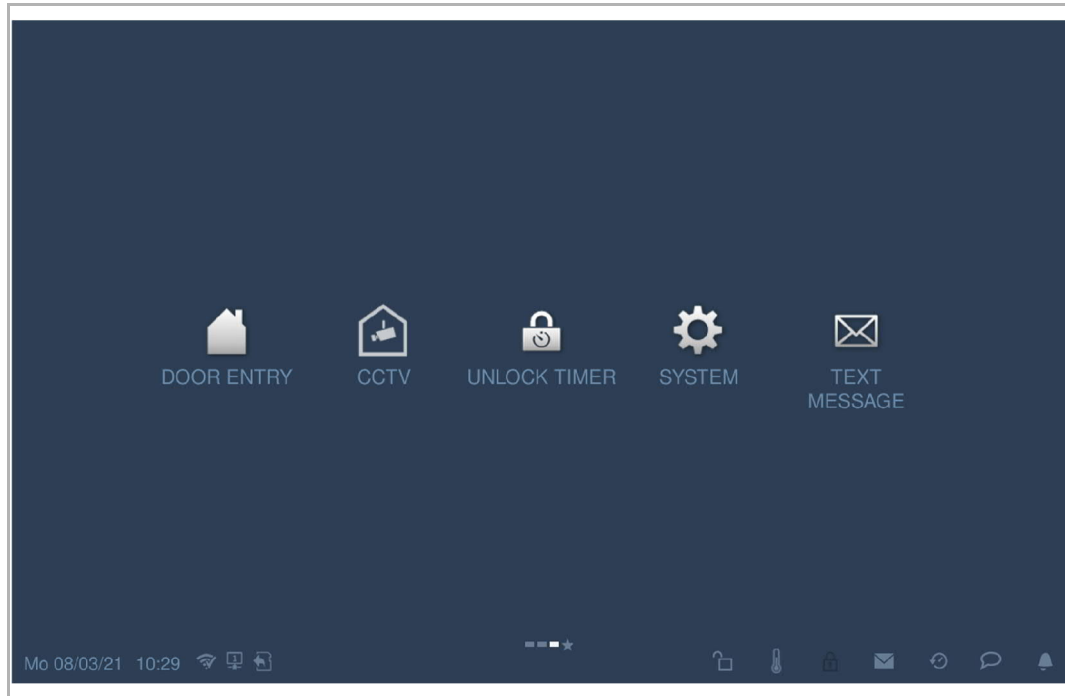 DOOR ENTRY
CCTV
UNLOCK TIMER
SYSTEM
TEXT
MESSAGE
Mo 08/03/21 10:29